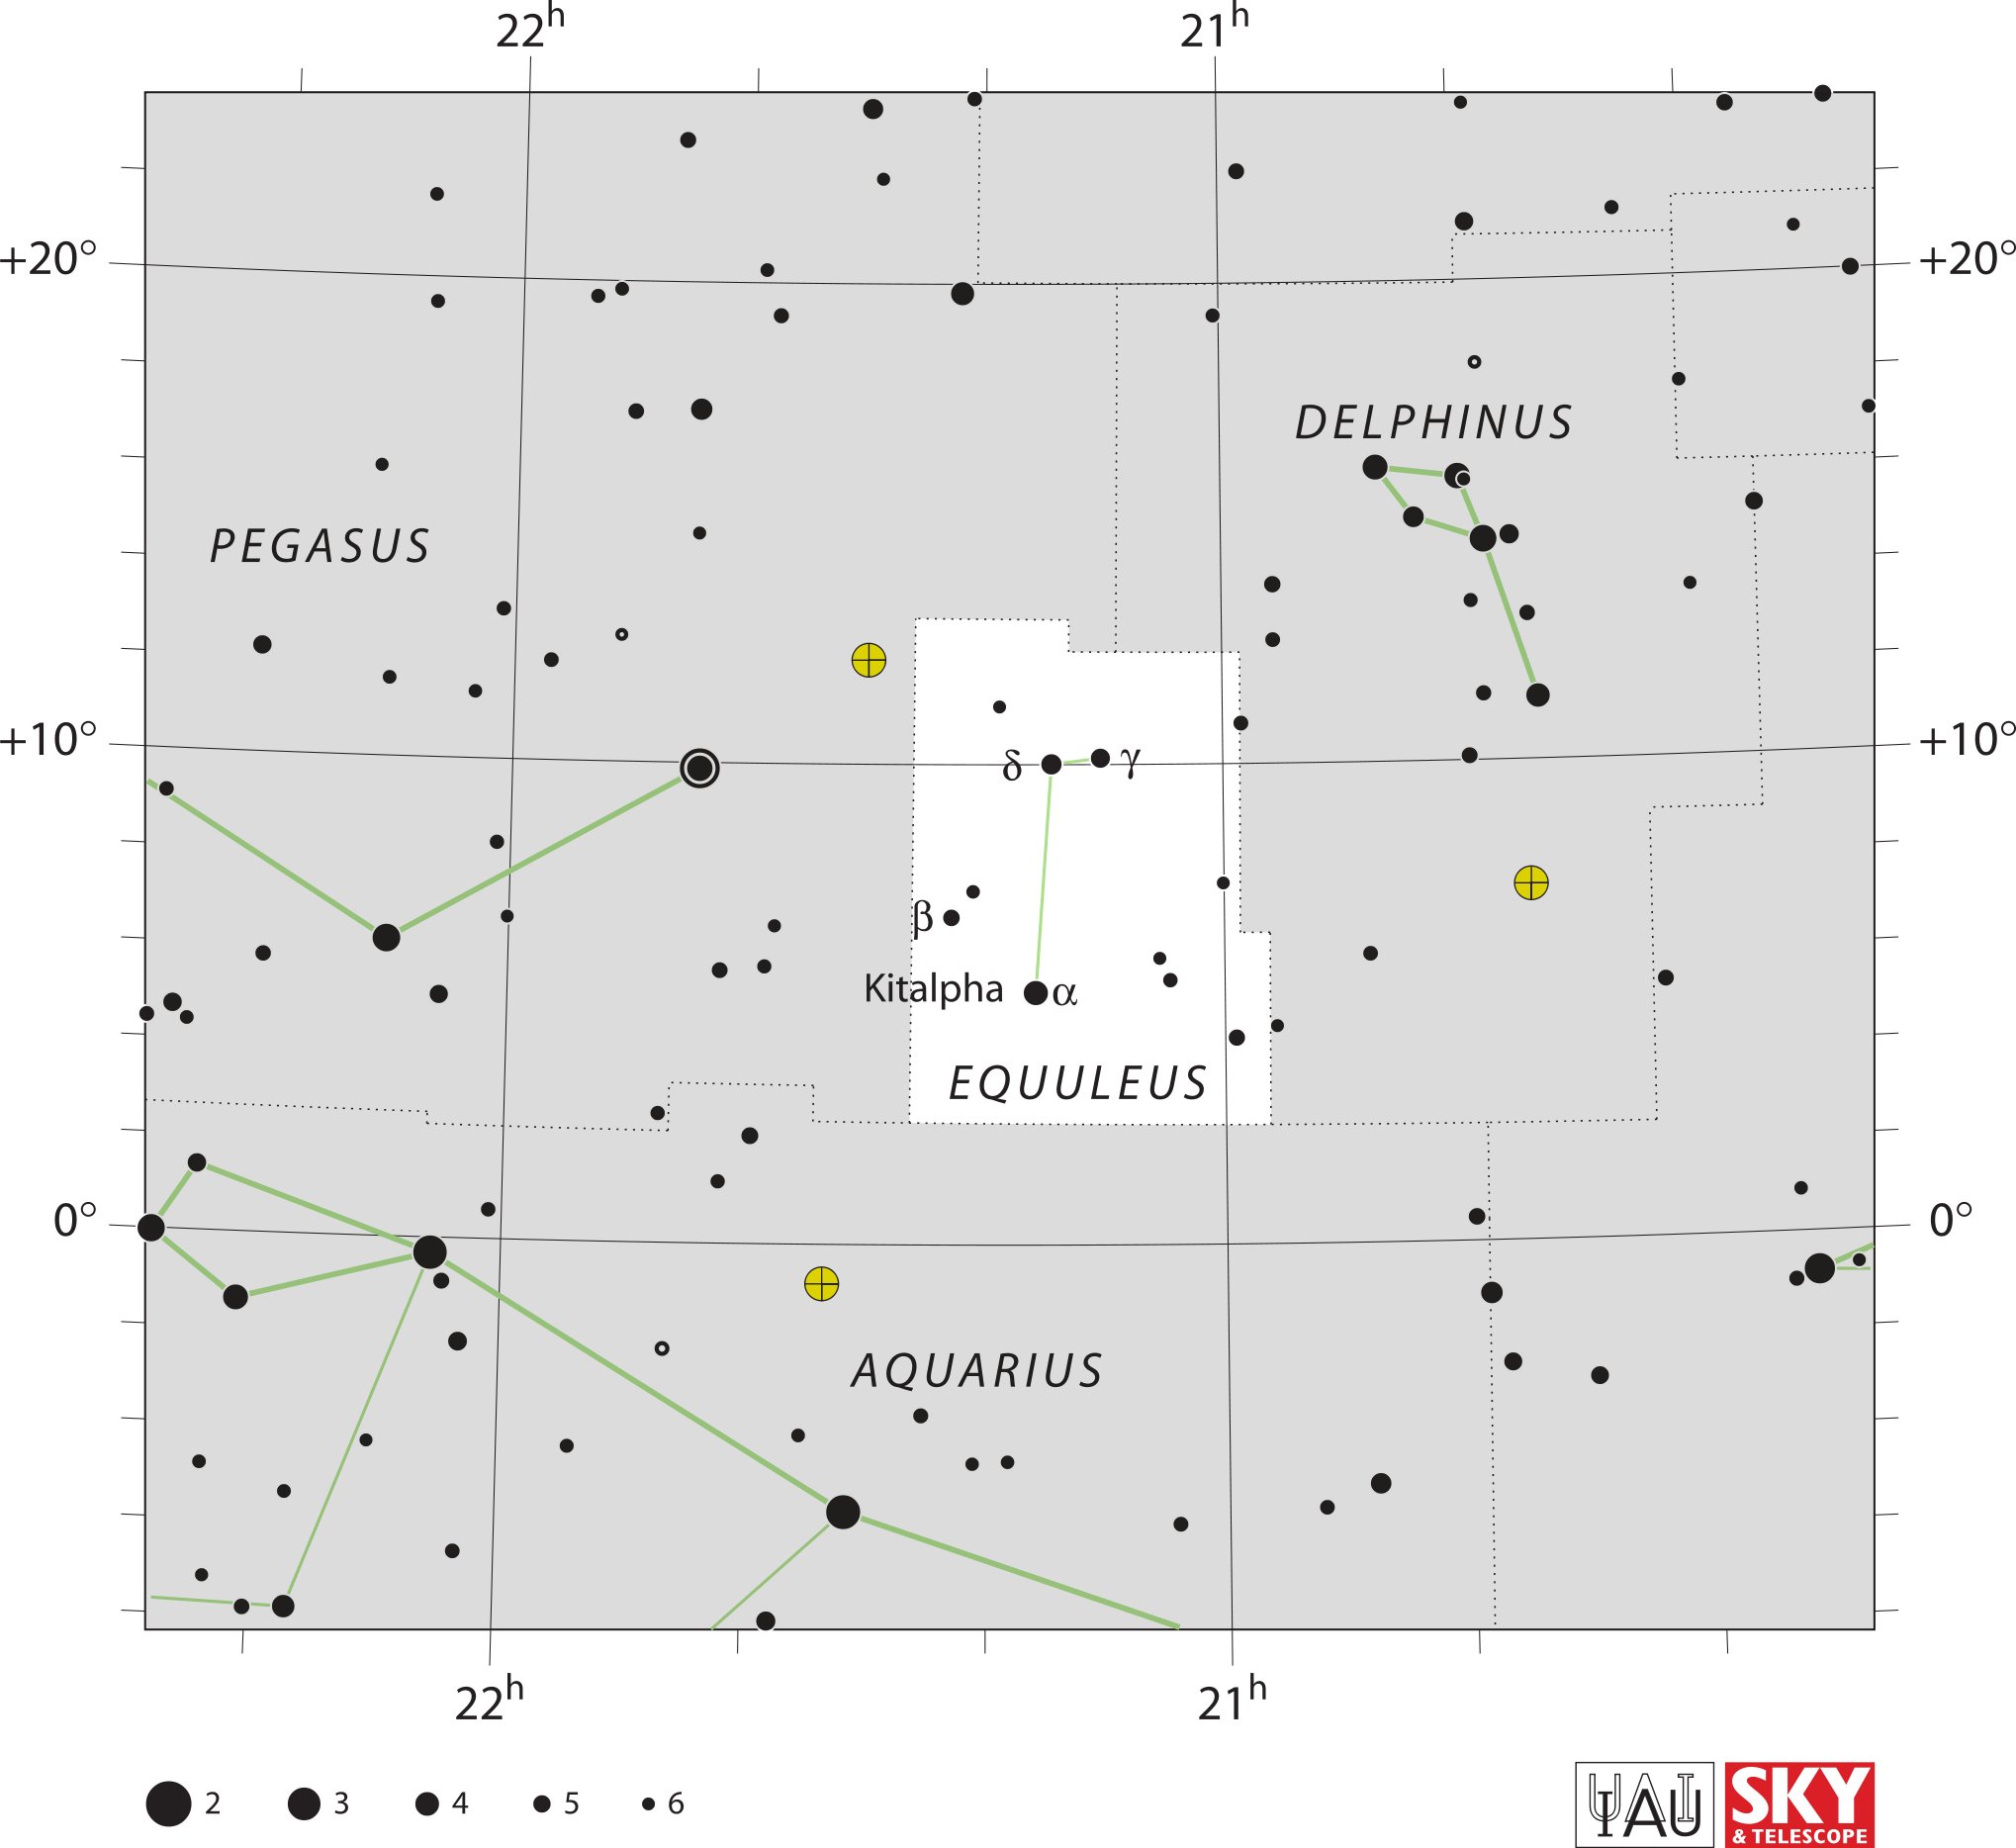 22h 21h
+20° +20°
DELPHINUS
PEGASUS
+10° +10°
δ γ
β
Kitalpha α
EQUULEUS
0° 0°
AQUARIUS
22h 21h
2 3 4 5 6
IAU
SKY
& TELESCOPE